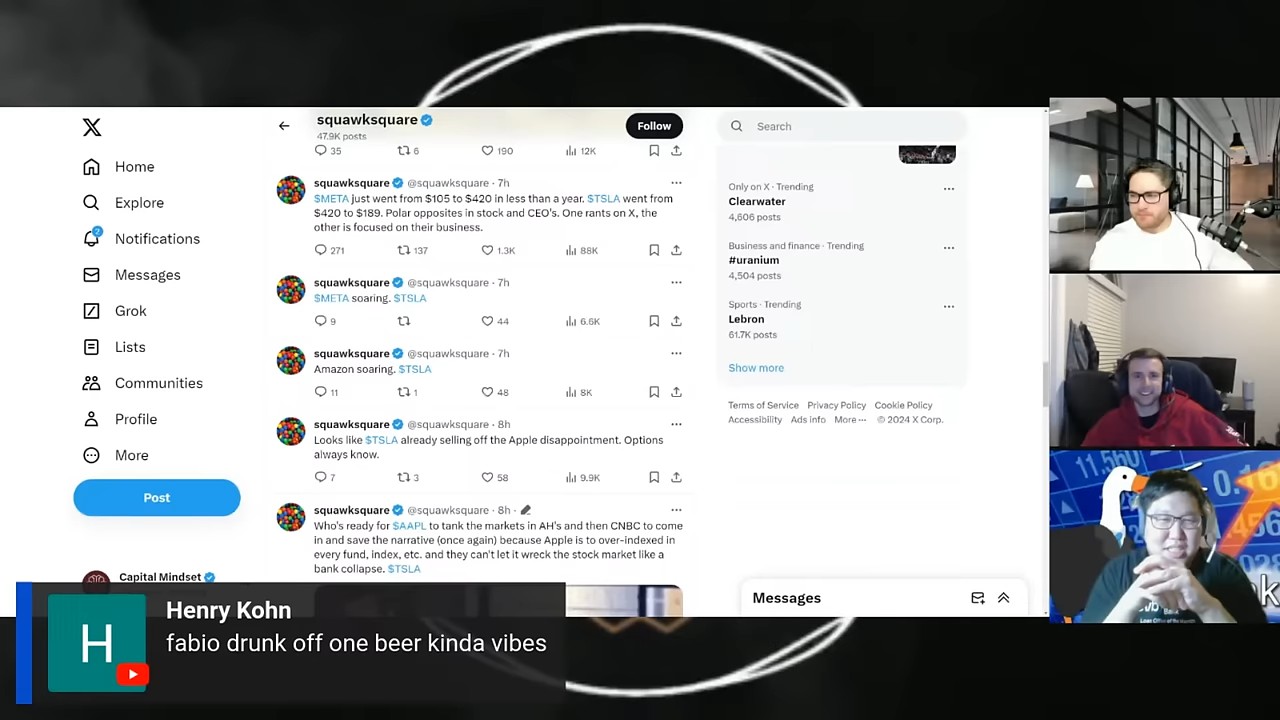 squawksquare
47.9K posts
Follow
Search
35 6 190 12K
squawksquare @squawksquare · 7h
$META just went from $105 to $420 in less than a year. $TSLA went from
$420 to $189. Polar opposites in stock and CEO's. One rants on X, the
other is focused on their business.
271 137 1.3K 88K
squawksquare @squawksquare · 7h
$META soaring. $TSLA
9 44 6.6K
squawksquare @squawksquare · 7h
Amazon soaring. $TSLA
11 1 48 8K
squawksquare @squawksquare · 8h
Looks like $TSLA already selling off the Apple disappointment. Options
always know.
7 3 58 9.9K
squawksquare @squawksquare · 8h ·
Who's ready for $AAPL to tank the markets in AH's and then CNBC to come
in and save the narrative (once again) because Apple is to over-indexed in
every fund, index, etc. and they can't let it wreck the stock market like a
bank collapse. $TSLA
Home
Explore
Notifications
Messages
Grok
Lists
Communities
Profile
More
Post
Capital Mindset
Only on X · Trending
Clearwater
4,606 posts
Business and finance · Trending
#uranium
4,504 posts
Sports · Trending
Lebron
61.7K posts
Show more
Terms of Service Privacy Policy Cookie Policy
Accessibility Ads info More ··· © 2024 X Corp.
Messages
11.560
0.16
H
Henry Kohn
fabio drunk off one beer kinda vibes